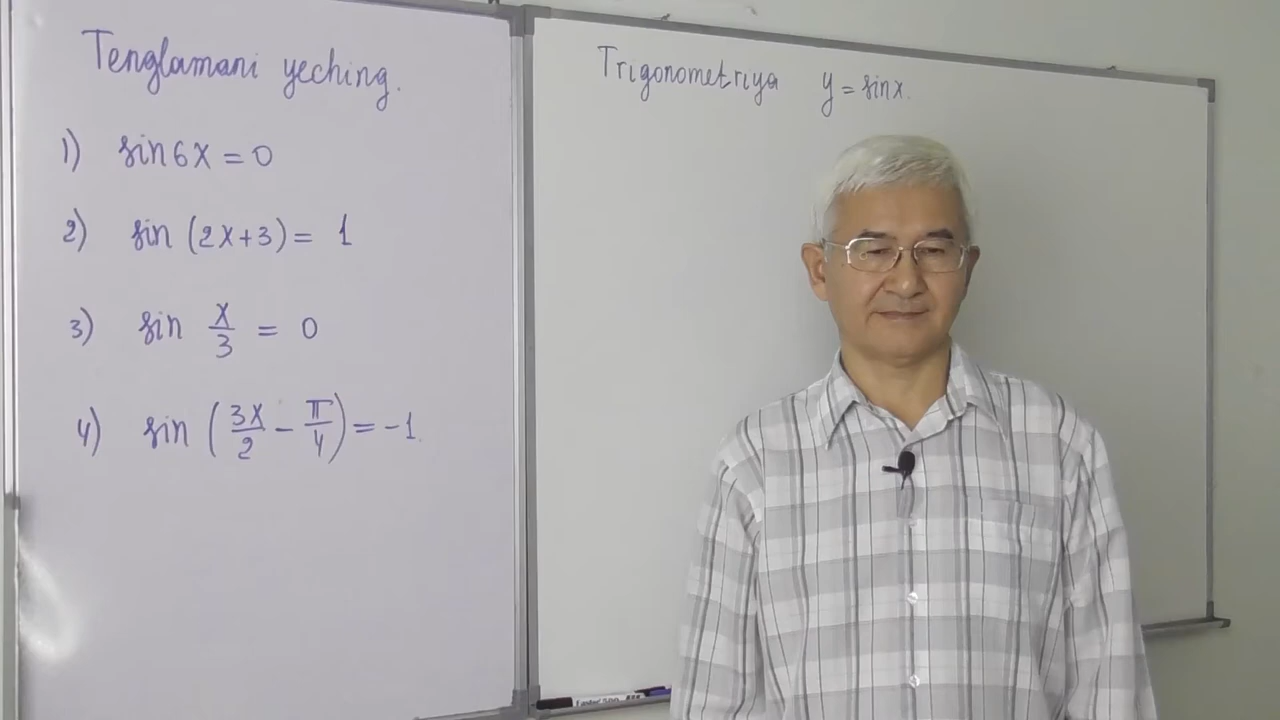 Tenglamani yeching.
1) sin6x = 0
2) sin (2x+3) = 1
3) sin x/3 = 0
4) sin (3x/2 - π/4) = -1.
Trigonometriya y = sinx.